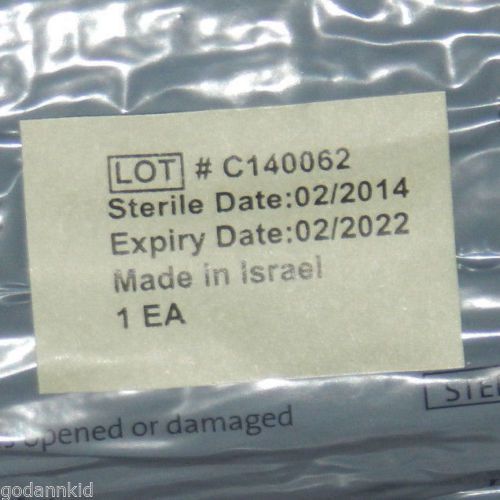 LOT # C140062
Sterile Date:02/2014
Expiry Date:02/2022
Made in Israel
1 EA
opened or damaged
godannkid